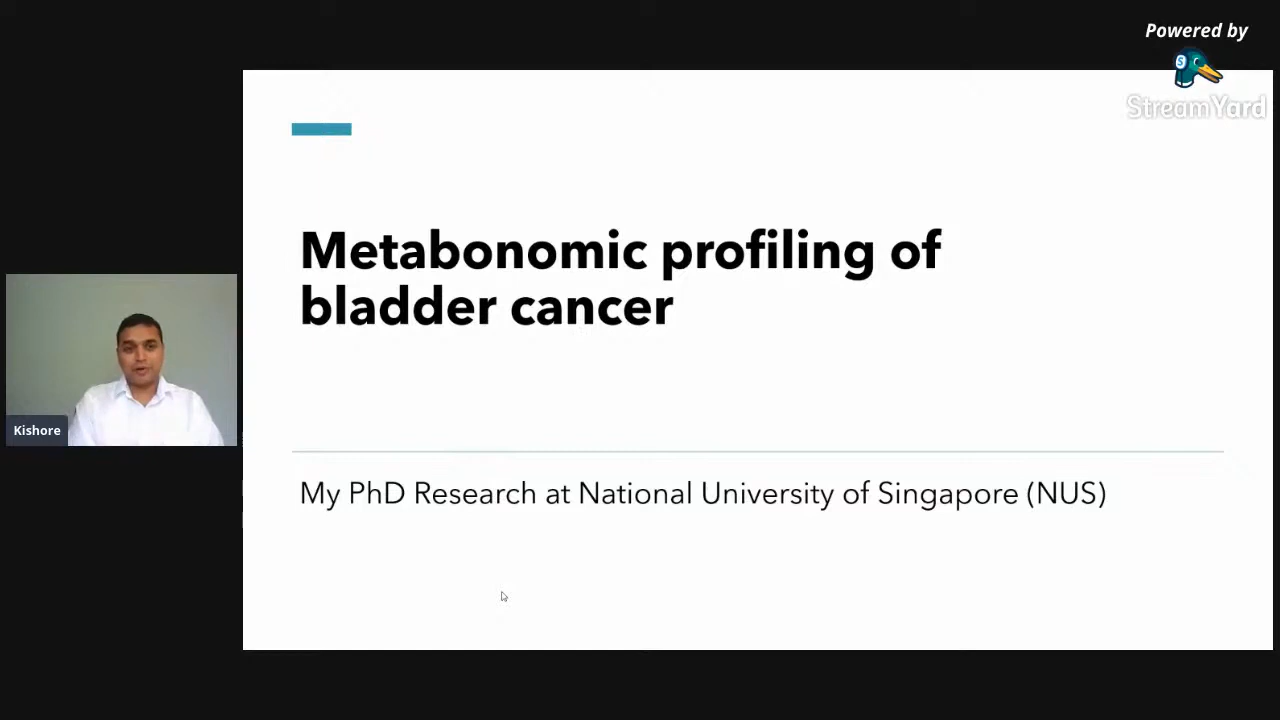 Powered by
StreamYard
Metabonomic profiling of
bladder cancer
Kishore
My PhD Research at National University of Singapore (NUS)